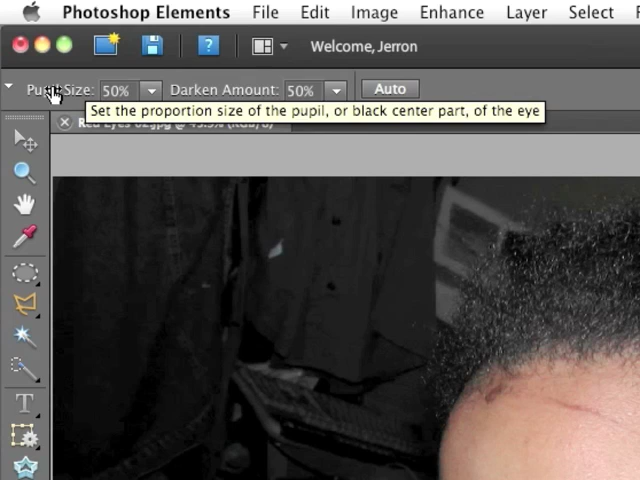 Photoshop Elements File Edit Image Enhance Layer Select
? Welcome, Jerron
Pupil Size: 50% Darken Amount: 50% Auto
Set the proportion size of the pupil, or black center part, of the eye
T